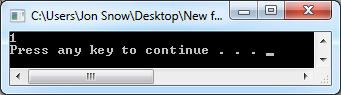 C:\Users\Jon Snow\Desktop\New f...
1
Press any key to continue . . . _